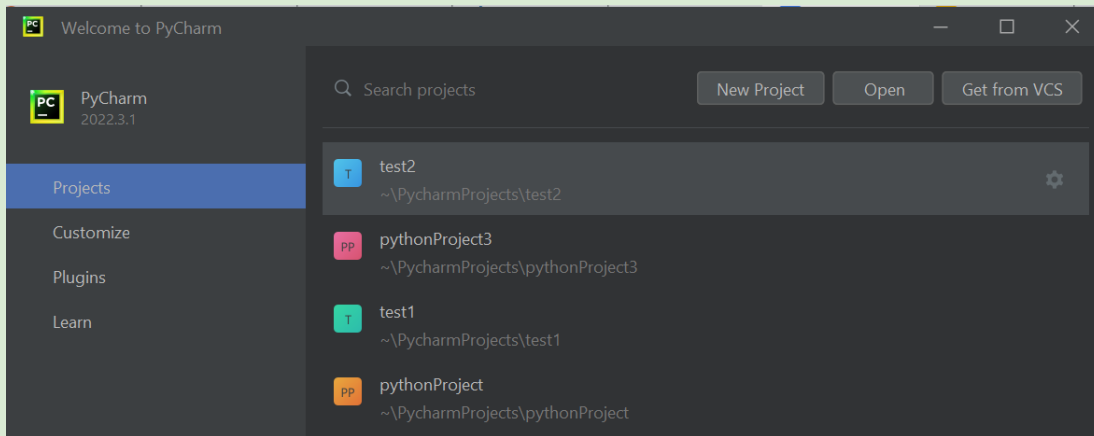 PC Welcome to PyCharm
PC PyCharm
2022.3.1
Projects
Customize
Plugins
Learn
Search projects New Project Open Get from VCS
T test2
~\PycharmProjects\test2
PP pythonProject3
~\PycharmProjects\pythonProject3
T test1
~\PycharmProjects\test1
PP pythonProject
~\PycharmProjects\pythonProject